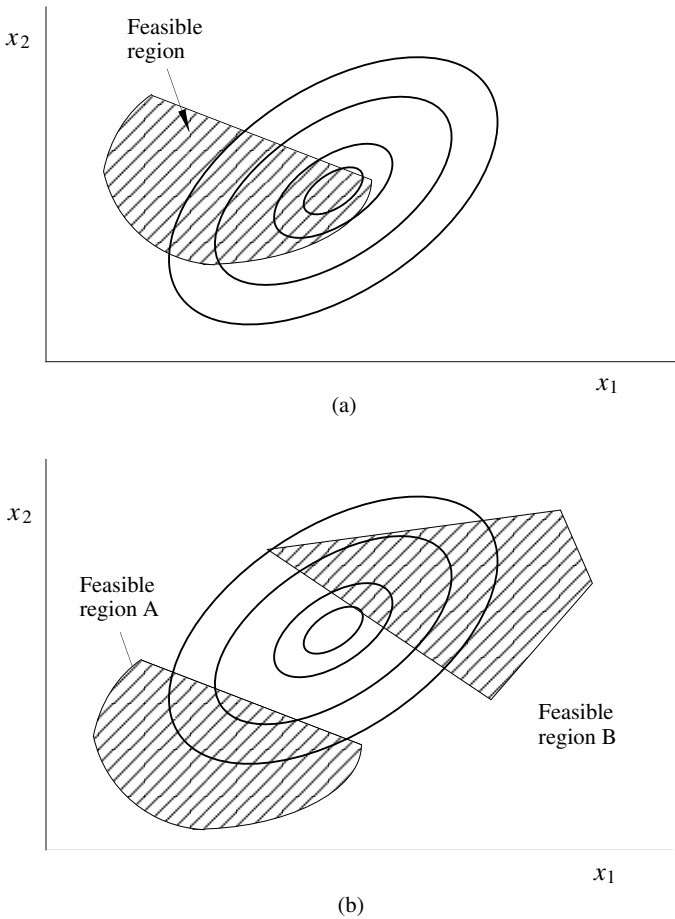 Feasible
region
x2
x1
(a)
x2
Feasible
region A
Feasible
region B
x1
(b)